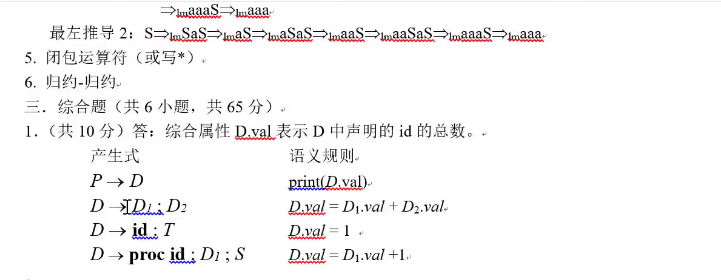 ⇒lmaaaS⇒lmaaa
最左推导 2：S⇒lmSaS⇒lmaS⇒lmaSaS⇒lmaaS⇒lmaaSaS⇒lmaaaS⇒lmaaa
5. 闭包运算符（或写*）
6. 归约-归约
三．综合题（共 6 小题，共 65 分）
1.（共 10 分）答：综合属性 D.val 表示 D 中声明的 id 的总数。
产生式 语义规则
P → D print(D.val)
D → D1 ; D2 D.val = D1.val + D2.val
D → id : T D.val = 1
D → proc id ; D1 ; S D.val = D1.val +1